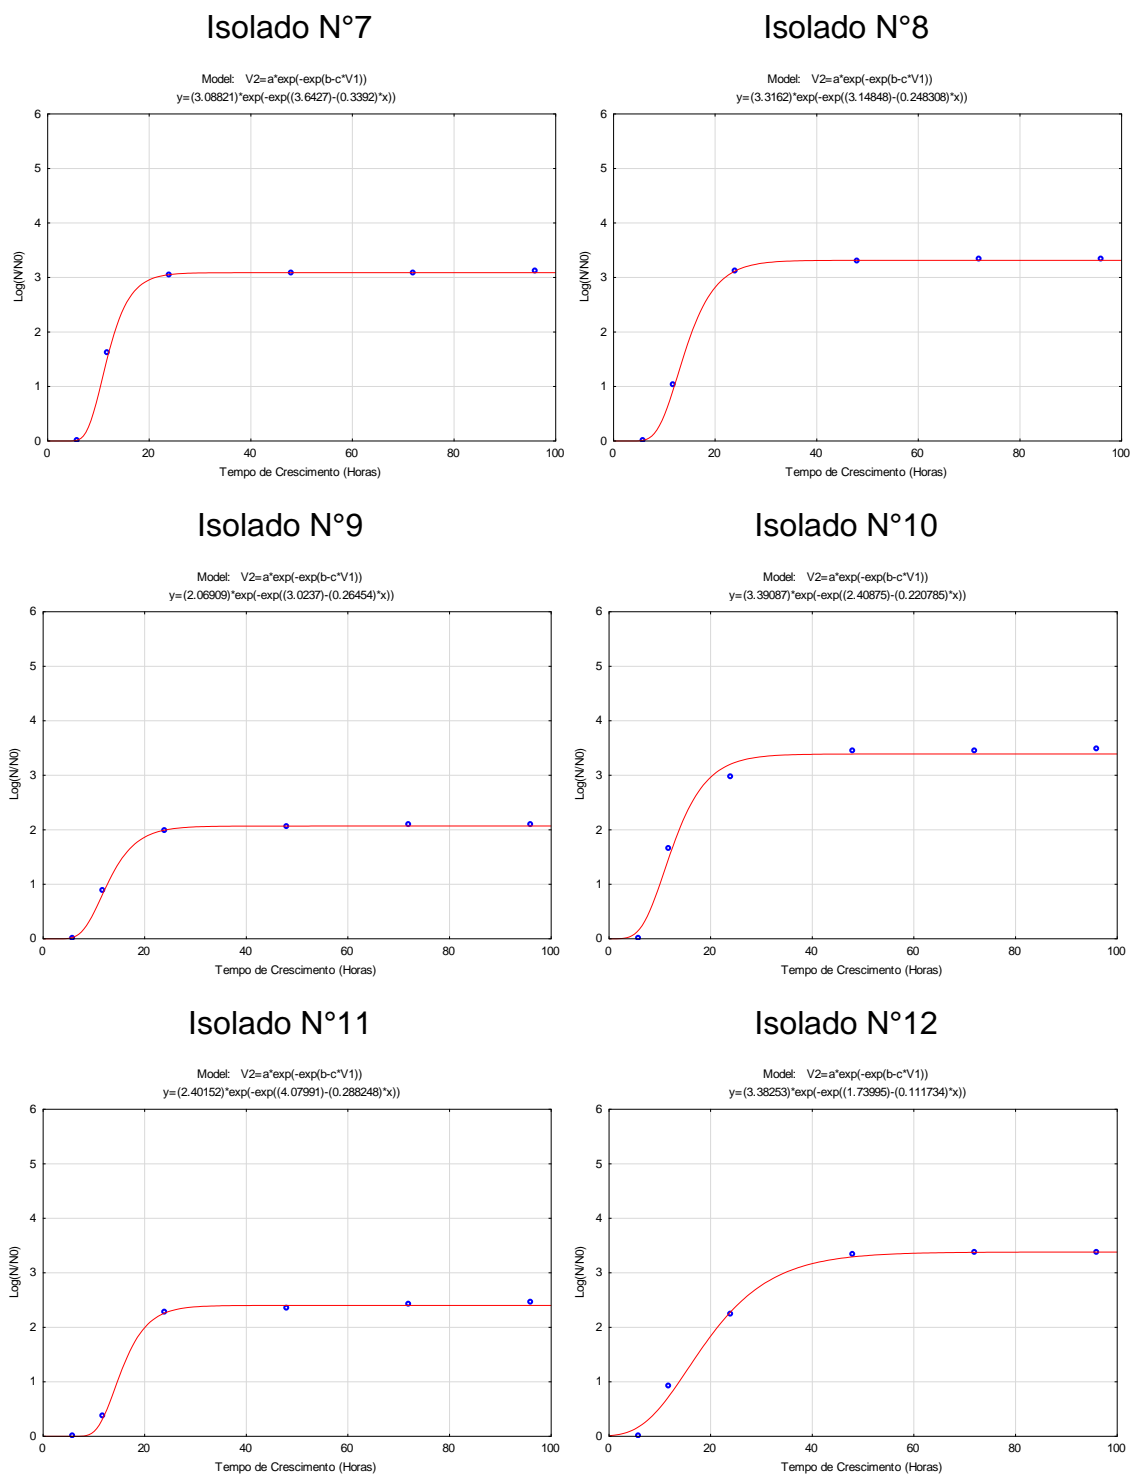 Isolado N°7
Model: V2=a*exp(-exp(b-c*V1))
y=(3.08821)*exp(-exp((3.6427)-(0.3392)*x))
6
5
4
3
2
1
0
Log(N/N0)
0 20 40 60 80 100
Tempo de Crescimento (Horas)
Isolado N°8
Model: V2=a*exp(-exp(b-c*V1))
y=(3.3162)*exp(-exp((3.14848)-(0.248308)*x))
6
5
4
3
2
1
0
Log(N/N0)
0 20 40 60 80 100
Tempo de Crescimento (Horas)
Isolado N°9
Model: V2=a*exp(-exp(b-c*V1))
y=(2.06909)*exp(-exp((3.0237)-(0.26454)*x))
6
5
4
3
2
1
0
Log(N/N0)
0 20 40 60 80 100
Tempo de Crescimento (Horas)
Isolado N°10
Model: V2=a*exp(-exp(b-c*V1))
y=(3.39087)*exp(-exp((2.40875)-(0.220785)*x))
6
5
4
3
2
1
0
Log(N/N0)
0 20 40 60 80 100
Tempo de Crescimento (Horas)
Isolado N°11
Model: V2=a*exp(-exp(b-c*V1))
y=(2.40152)*exp(-exp((4.07991)-(0.288248)*x))
6
5
4
3
2
1
0
Log(N/N0)
0 20 40 60 80 100
Tempo de Crescimento (Horas)
Isolado N°12
Model: V2=a*exp(-exp(b-c*V1))
y=(3.38253)*exp(-exp((1.73995)-(0.111734)*x))
6
5
4
3
2
1
0
Log(N/N0)
0 20 40 60 80 100
Tempo de Crescimento (Horas)